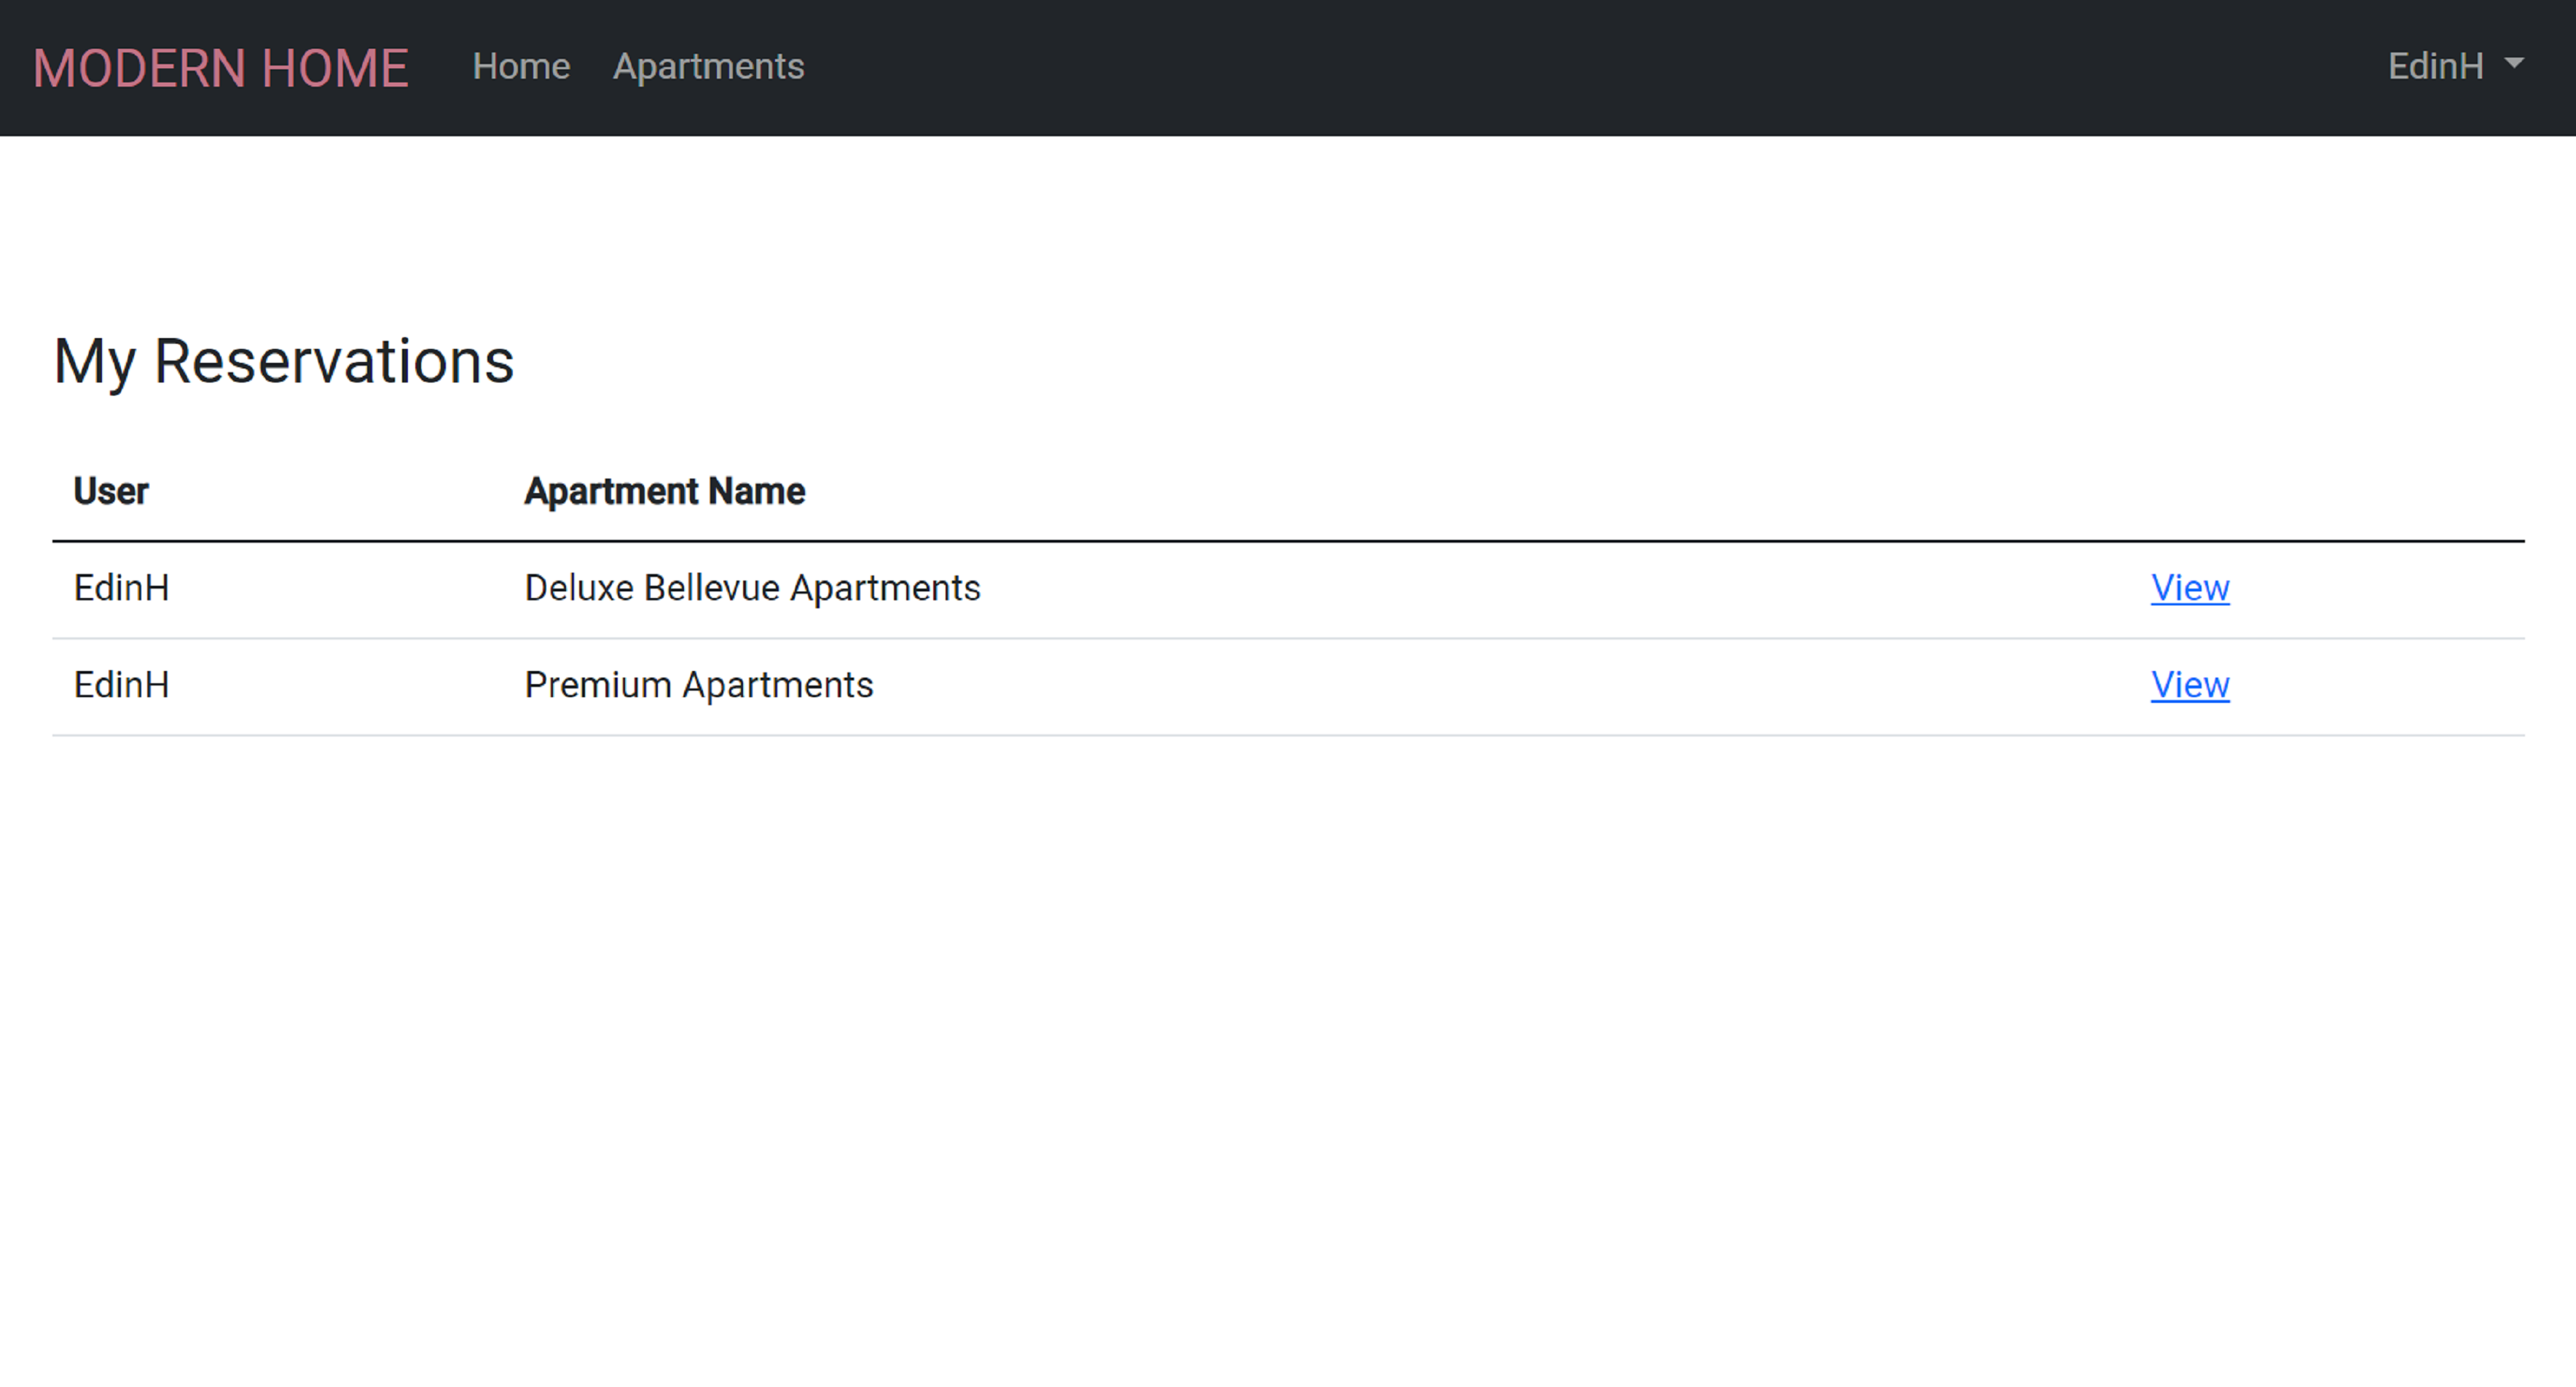 MODERN HOME Home Apartments EdinH
My Reservations
User Apartment Name
EdinH Deluxe Bellevue Apartments View
EdinH Premium Apartments View